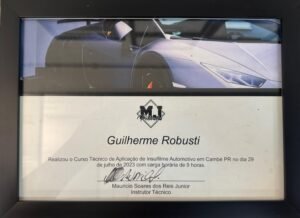 M.J
Guilherme Robusti
Realizou o Curso Técnico de Aplicação de Insulfilme Automotivo em Cambé PR no dia 29
de julho de 2023 com carga horária de 9 horas.
Mauricio Soares dos Reis Junior
Instrutor Técnico